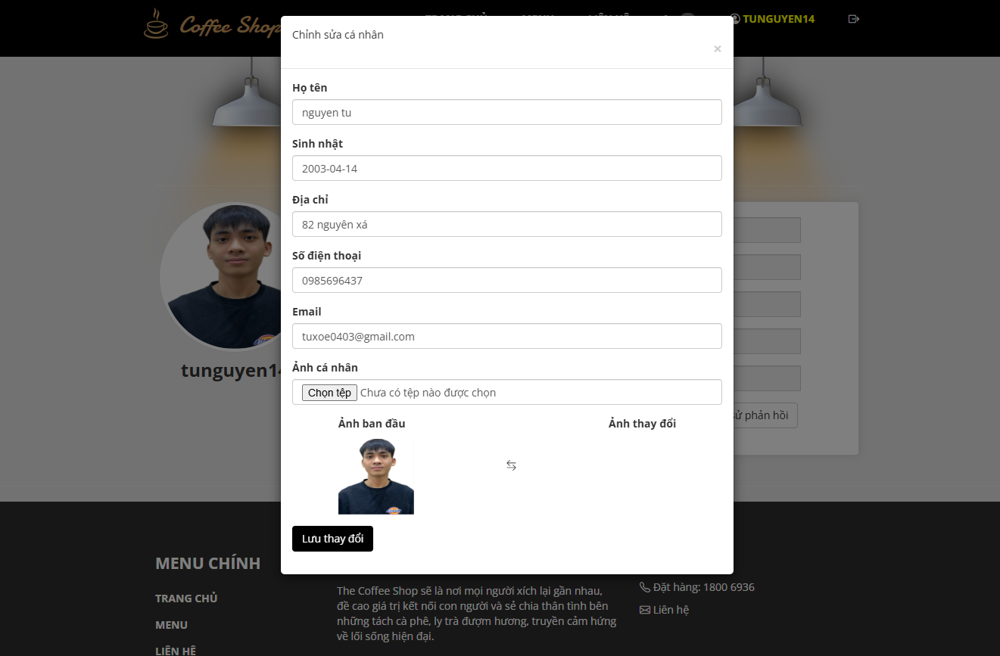 Coffee Shop
TUNGUYEN14
Chỉnh sửa cá nhân
×
Họ tên
nguyen tu
Sinh nhật
2003-04-14
Địa chỉ
82 nguyên xá
Số điện thoại
0985696437
Email
tuxoe0403@gmail.com
Ảnh cá nhân
Chọn tệp Chưa có tệp nào được chọn
Ảnh ban đầu Ảnh thay đổi
Lưu thay đổi
tunguyen14
sử phản hồi
MENU CHÍNH
TRANG CHỦ
MENU
LIÊN HỆ
The Coffee Shop sẽ là nơi mọi người xích lại gần nhau,
đề cao giá trị kết nối con người và sẻ chia thân tình bên
những tách cà phê, ly trà đượm hương, truyền cảm hứng
về lối sống hiện đại.
Đặt hàng: 1800 6936
Liên hệ